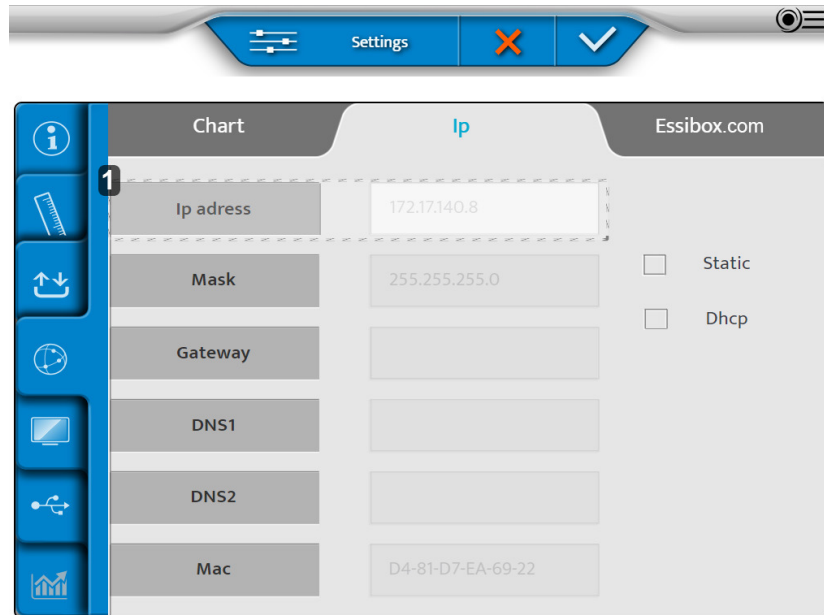 Settings
Chart
Ip
Essibox.com
1
Ip adress
172.17.140.8
Mask
255.255.255.0
Static
Dhcp
Gateway
DNS1
DNS2
Mac
D4-81-D7-EA-69-22